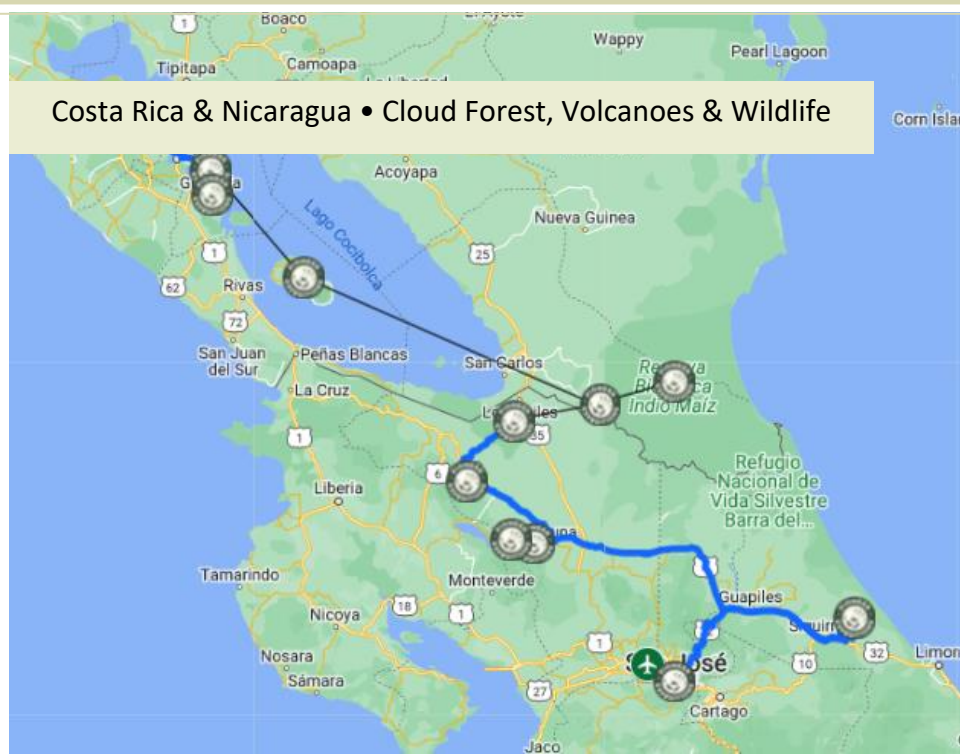 Boaco
Wappy
Pearl Lagoon
1
Tipitapa
Camoapa
Costa Rica & Nicaragua • Cloud Forest, Volcanoes & Wildlife
Corn Isla
Acoyapa
Lago Cocibolca
Nueva Guinea
1
25
62
Rivas
72
San Juan
del Sur
Peñas Blancas
San Carlos
La Cruz
Indio Maíz
1
35
6
Liberia
Refugio
Nacional de
Vida Silvestre
Barra del...
Tamarindo
Monteverde
18
1
Guapiles
Nicoya
Nosara
Sámara
1
10
32
Limon
José
27
Cartago
Jaco